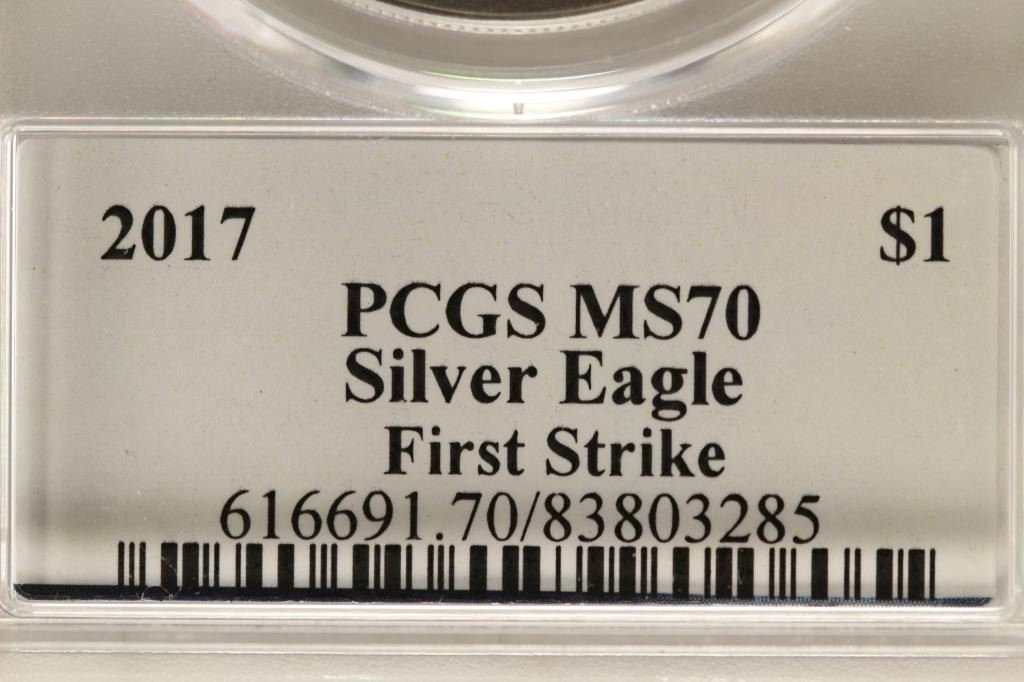 2017 $1
PCGS MS70
Silver Eagle
First Strike
616691.70/83803285